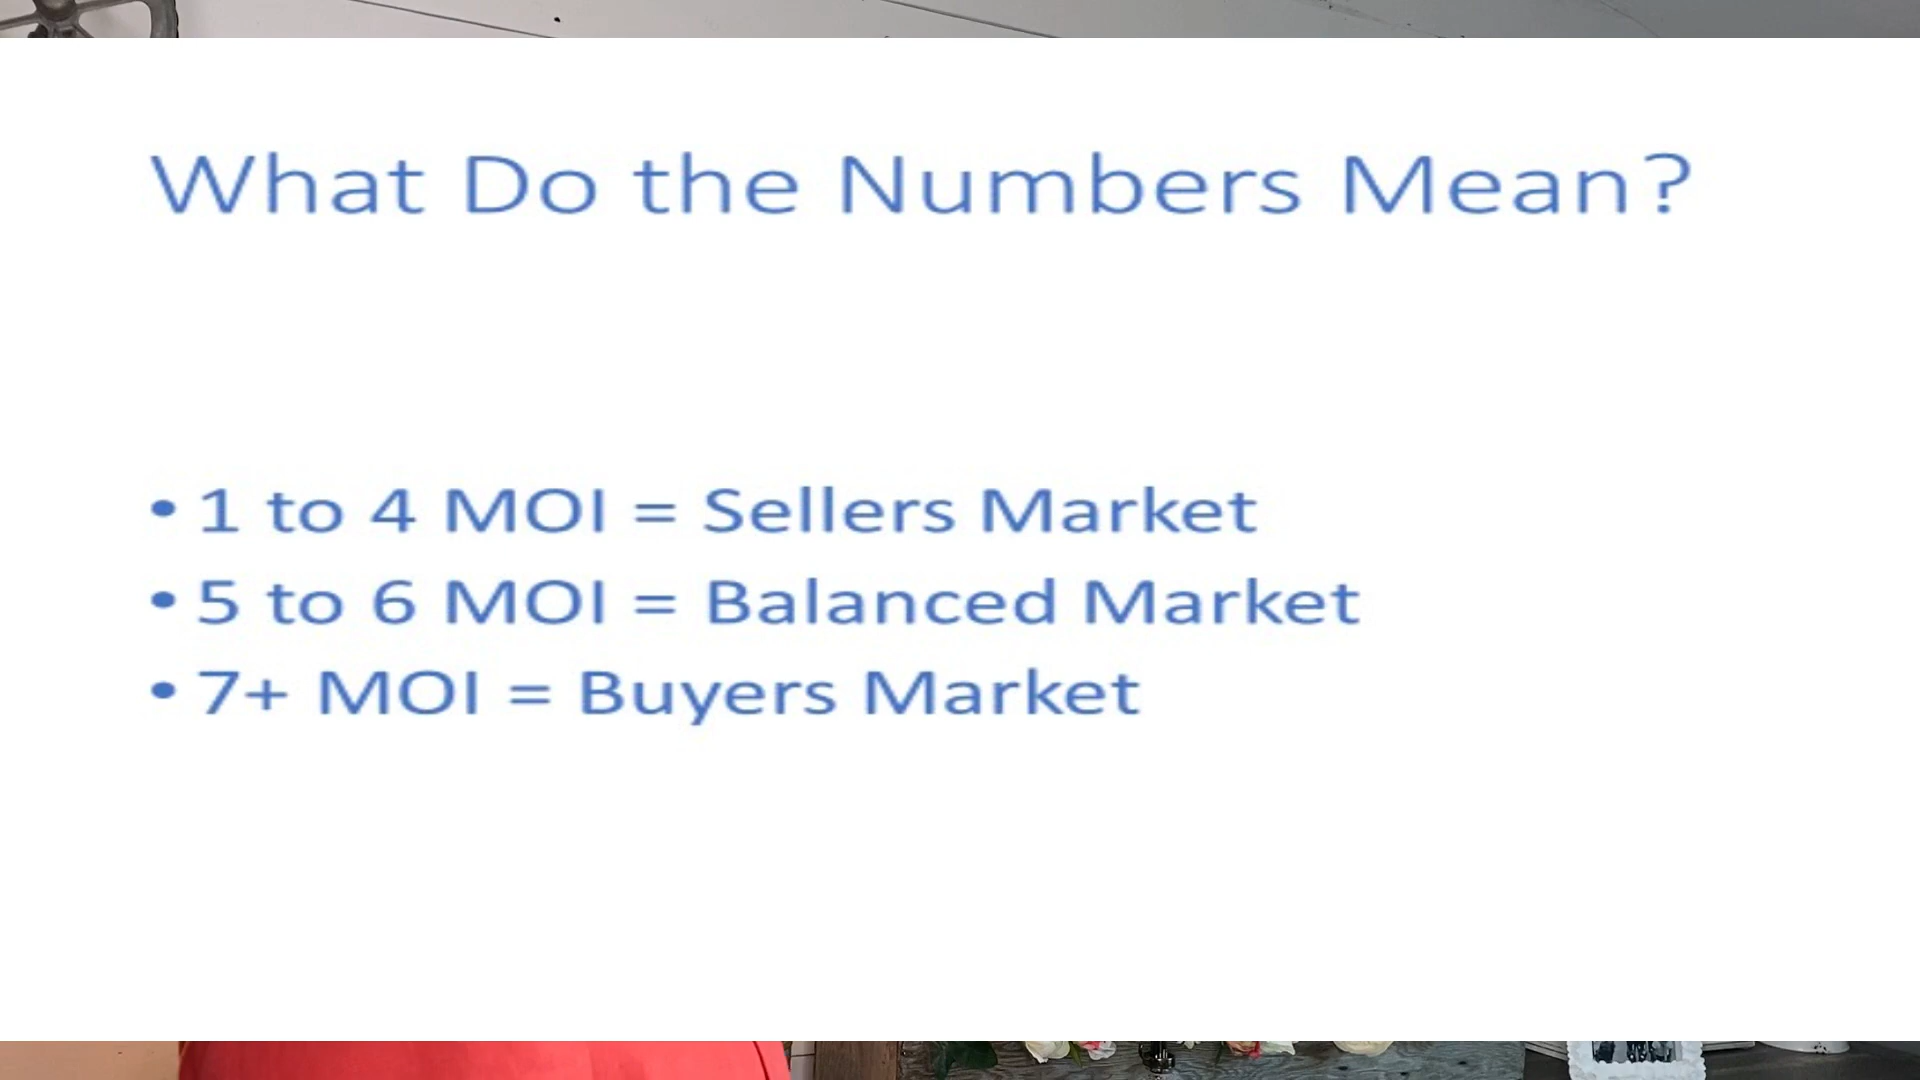 What Do the Numbers Mean?
• 1 to 4 MOI = Sellers Market
• 5 to 6 MOI = Balanced Market
• 7+ MOI = Buyers Market